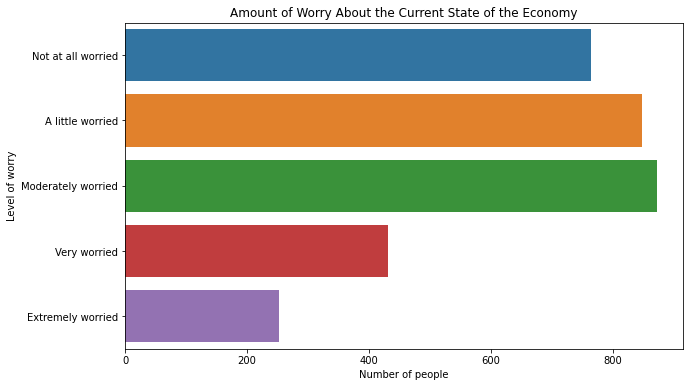 Amount of Worry About the Current State of the Economy
Level of worry
Not at all worried
A little worried
Moderately worried
Very worried
Extremely worried
0 200 400 600 800
Number of people